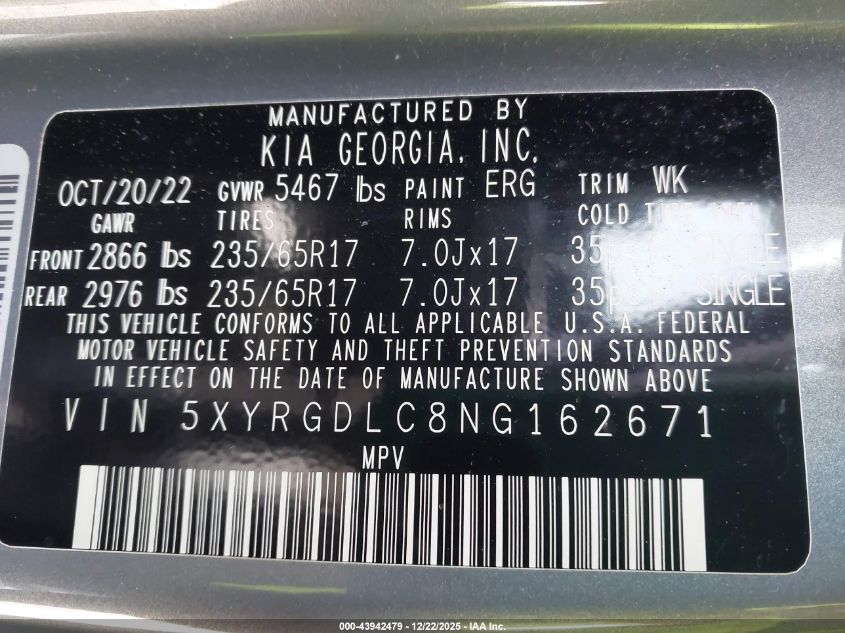 MANUFACTURED BY
KIA GEORGIA, INC.
OCT/20/22 GVWR 5467 lbs PAINT ERG TRIM WK
GAWR TIRES RIMS COLD
FRONT 2866 lbs 235/65R17 7.0Jx17 35psi SINGLE
REAR 2976 lbs 235/65R17 7.0Jx17 35psi SINGLE
THIS VEHICLE CONFORMS TO ALL APPLICABLE U.S.A. FEDERAL
MOTOR VEHICLE SAFETY AND THEFT PREVENTION STANDARDS
IN EFFECT ON THE DATE OF MANUFACTURE SHOWN ABOVE
VIN 5XYRGDLC8NG162671
MPV
000-43942479 - 12/22/2025 - IAA Inc.